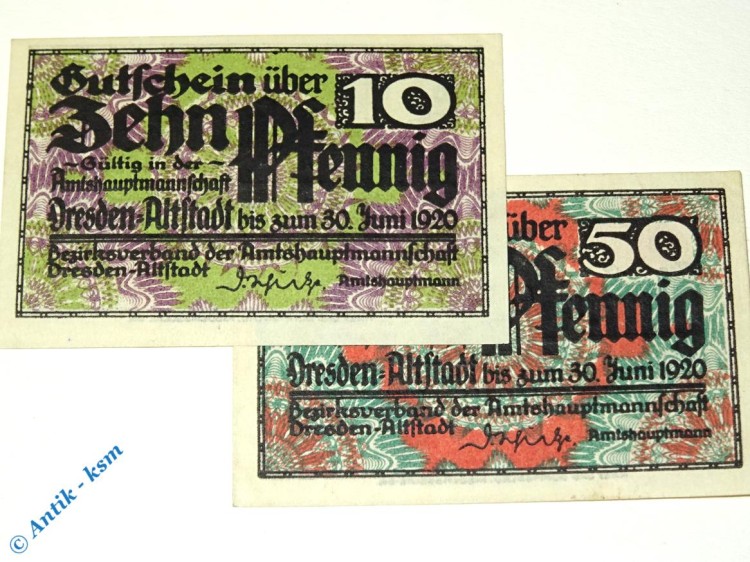 Gutschein über
Zehn Pfennig 10
~ Gültig in der ~
Amtshauptmannschaft
Dresden-Altstadt bis zum 30. Juni 1920
Bezirksverband der Amtshauptmannschaft
Dresden-Altstadt
Amtshauptmann
über
50
Pfennig
Dresden-Altstadt bis zum 30. Juni 1920
Bezirksverband der Amtshauptmannschaft
Dresden-Altstadt
Amtshauptmann
© Antik - ksm